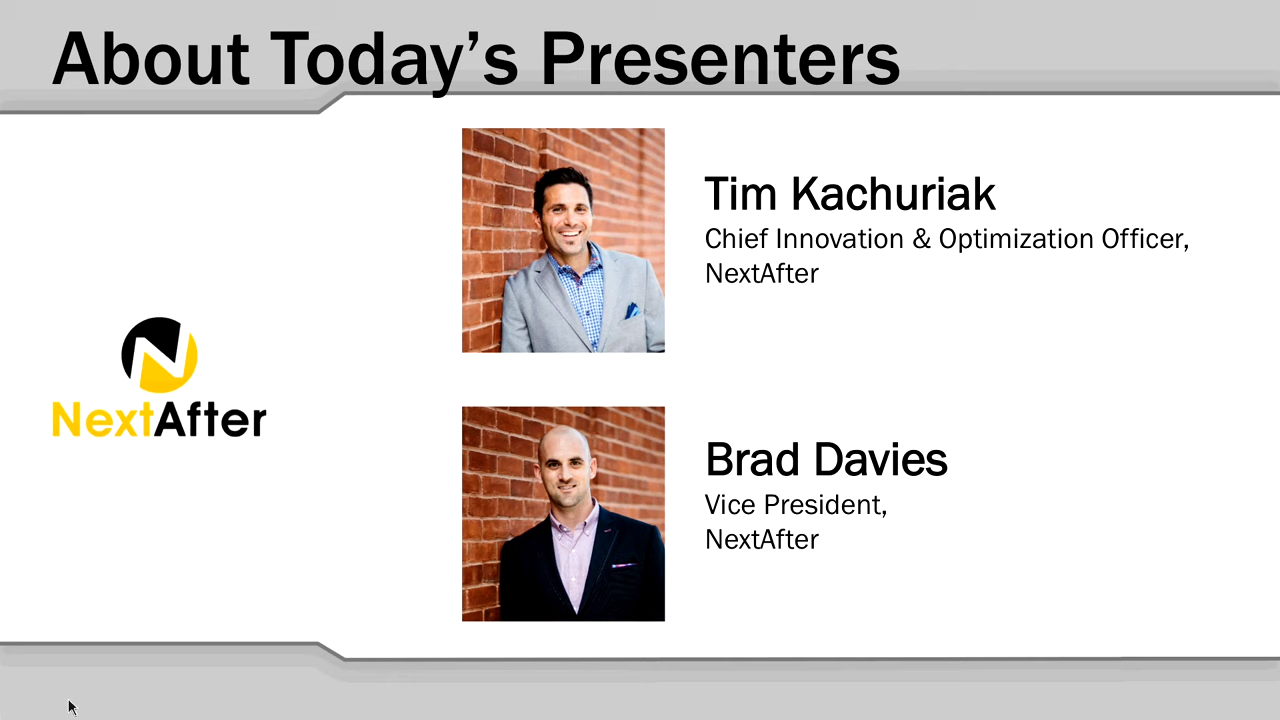 About Today’s Presenters
Tim Kachuriak
Chief Innovation & Optimization Officer,
NextAfter
NextAfter
Brad Davies
Vice President,
NextAfter